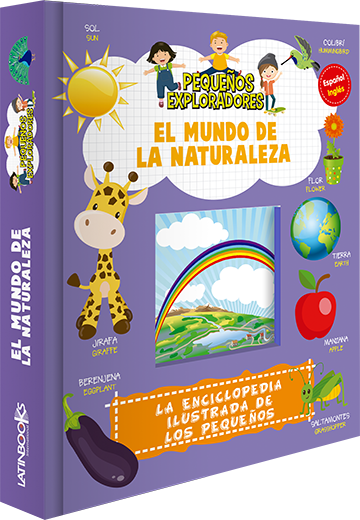 SOL
SUN
COLIBRÍ
HUMMINGBIRD
PEQUEÑOS
EXPLORADORES
Español
Inglés
EL MUNDO DE
LA NATURALEZA
FLOR
FLOWER
TIERRA
EARTH
JIRAFA
GIRAFFE
MANZANA
APPLE
BERENJENA
EGGPLANT
LA ENCICLOPEDIA
ILUSTRADA DE
LOS PEQUEÑOS
SALTAMONTES
GRASSHOPPER
PEQUEÑOS
EXPLORADORES
EL MUNDO DE
LA NATURALEZA
LATINBOOKS